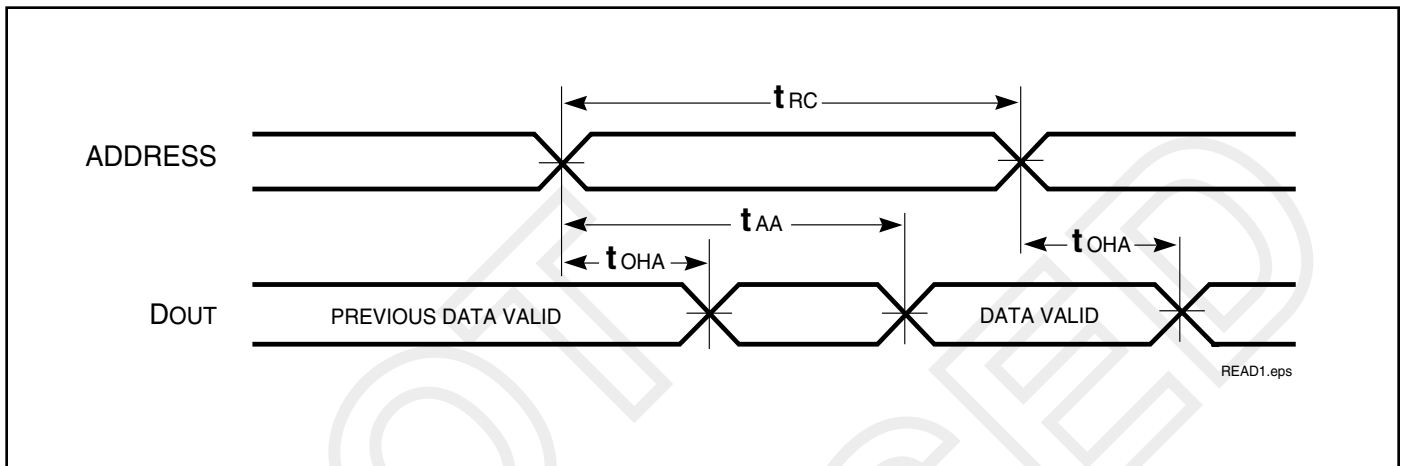 tRC
ADDRESS
tAA
tOHA
tOHA
DOUT
PREVIOUS DATA VALID
DATA VALID
READ1.eps